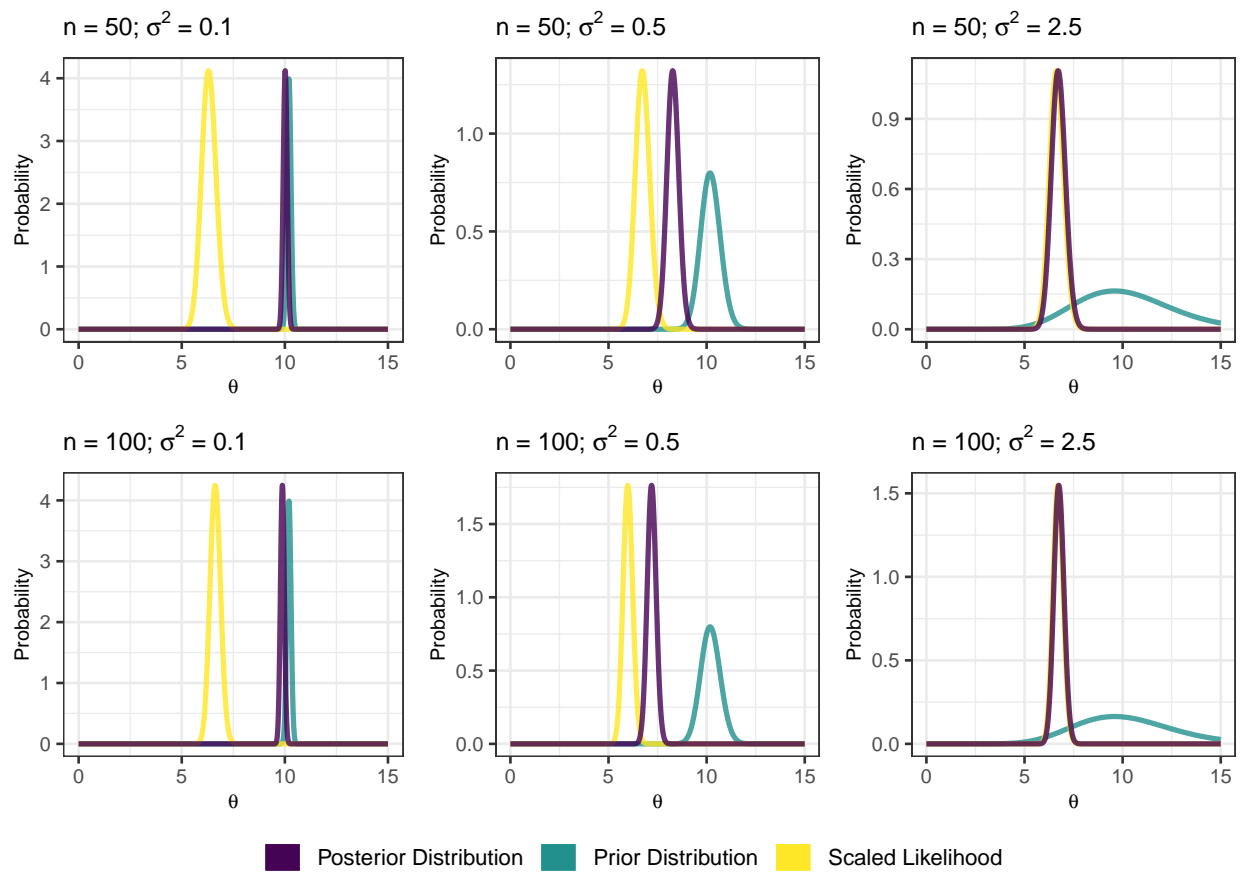 n = 50; σ² = 0.1
n = 50; σ² = 0.5
n = 50; σ² = 2.5
Probability
4
3
2
1
0
0 5 10 15
θ
Probability
1.0
0.5
0.0
0 5 10 15
θ
Probability
0.9
0.6
0.3
0.0
0 5 10 15
θ
n = 100; σ² = 0.1
n = 100; σ² = 0.5
n = 100; σ² = 2.5
Probability
4
3
2
1
0
0 5 10 15
θ
Probability
1.5
1.0
0.5
0.0
0 5 10 15
θ
Probability
1.5
1.0
0.5
0.0
0 5 10 15
θ
Posterior Distribution Prior Distribution Scaled Likelihood